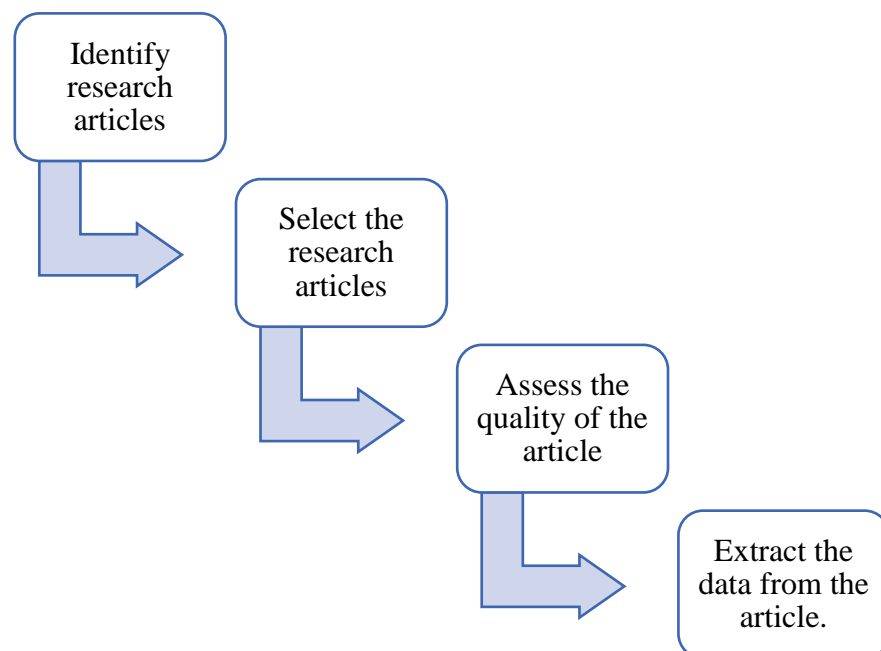 Identify
research
articles
Select the
research
articles
Assess the
quality of the
article
Extract the
data from the
article.